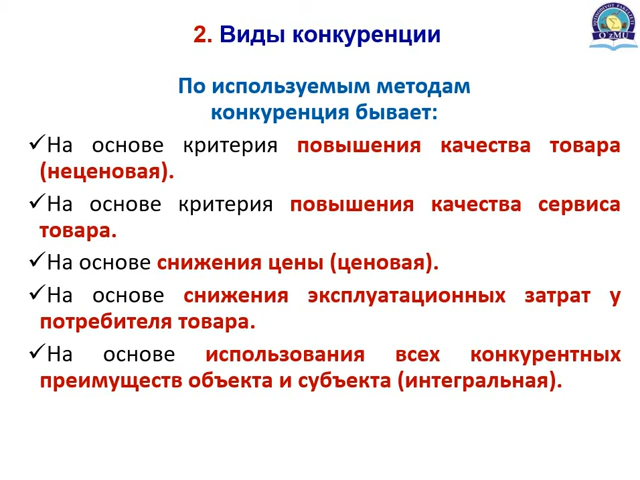 2. Виды конкуренции
По используемым методам
конкуренция бывает:
✓На основе критерия повышения качества товара
(неценовая).
✓На основе критерия повышения качества сервиса
товара.
✓На основе снижения цены (ценовая).
✓На основе снижения эксплуатационных затрат у
потребителя товара.
✓На основе использования всех конкурентных
преимуществ объекта и субъекта (интегральная).
O'zMU